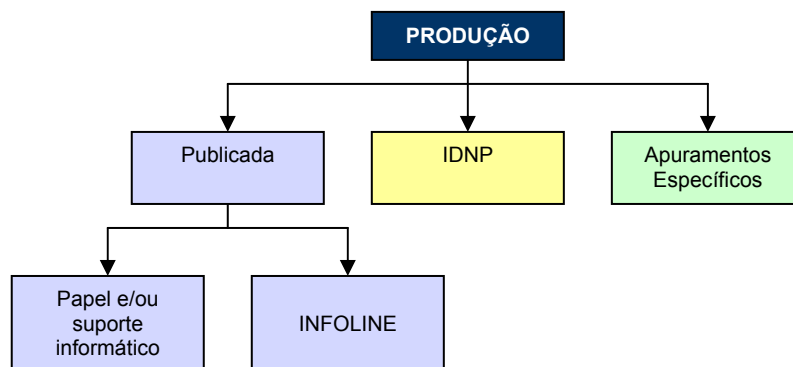 PRODUÇÃO
Publicada
IDNP
Apuramentos
Específicos
Papel e/ou
suporte
informático
INFOLINE